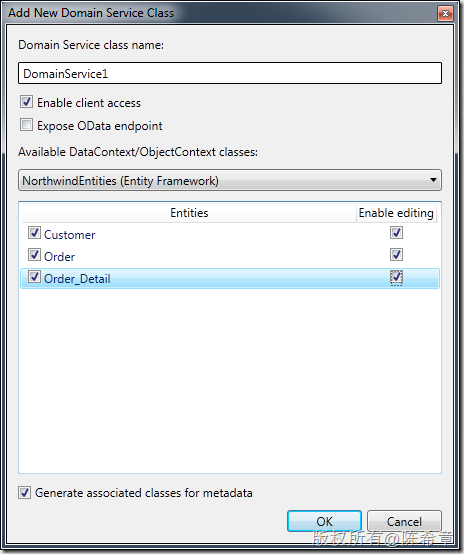 Add New Domain Service Class
Domain Service class name:
DomainService1
Enable client access
Expose OData endpoint
Available DataContext/ObjectContext classes:
NorthwindEntities (Entity Framework)
Entities Enable editing
Customer
Order
Order_Detail
Generate associated classes for metadata
OK Cancel
版权所有@陈希章